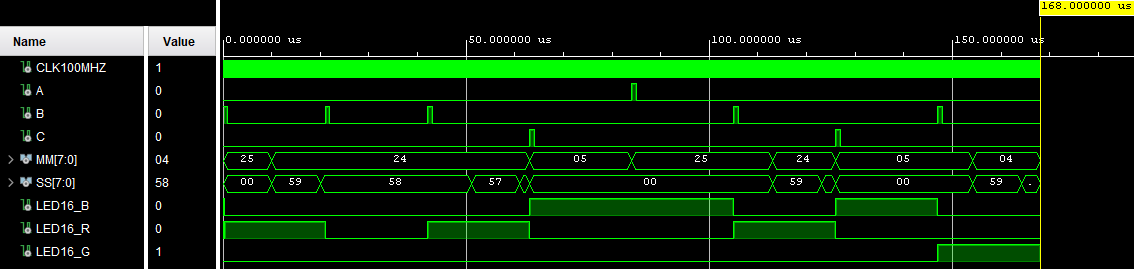 168.000000 us
Name Value 0.000000 us 50.000000 us 100.000000 us 150.000000 us
CLK100MHZ 1
A 0
B 0
C 0
MM[7:0] 04 25 24 05 25 24 05 04
SS[7:0] 58 00 59 58 57 00 59 00 59 .
LED16_B 0
LED16_R 0
LED16_G 1